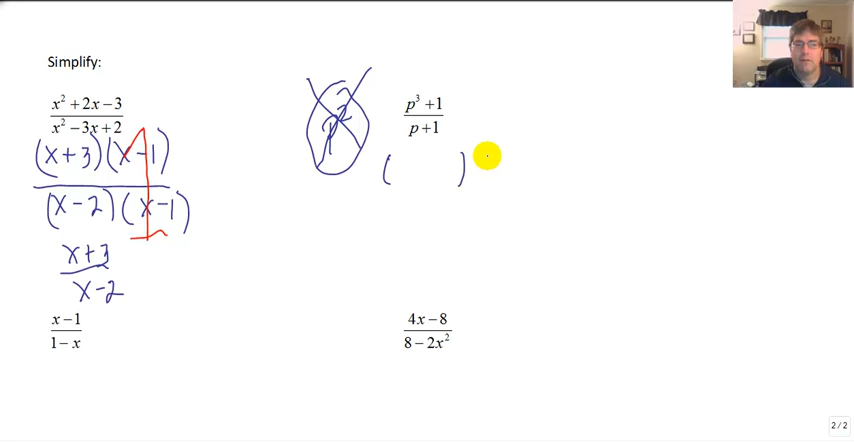 Simplify:
x² + 2x − 3
x² − 3x + 2
(x + 3)(x − 1)
(x − 2)(x − 1)
x + 3
x − 2
p²
p³ + 1
p + 1
( )
x − 1
1 − x
4x − 8
8 − 2x²
2 / 2